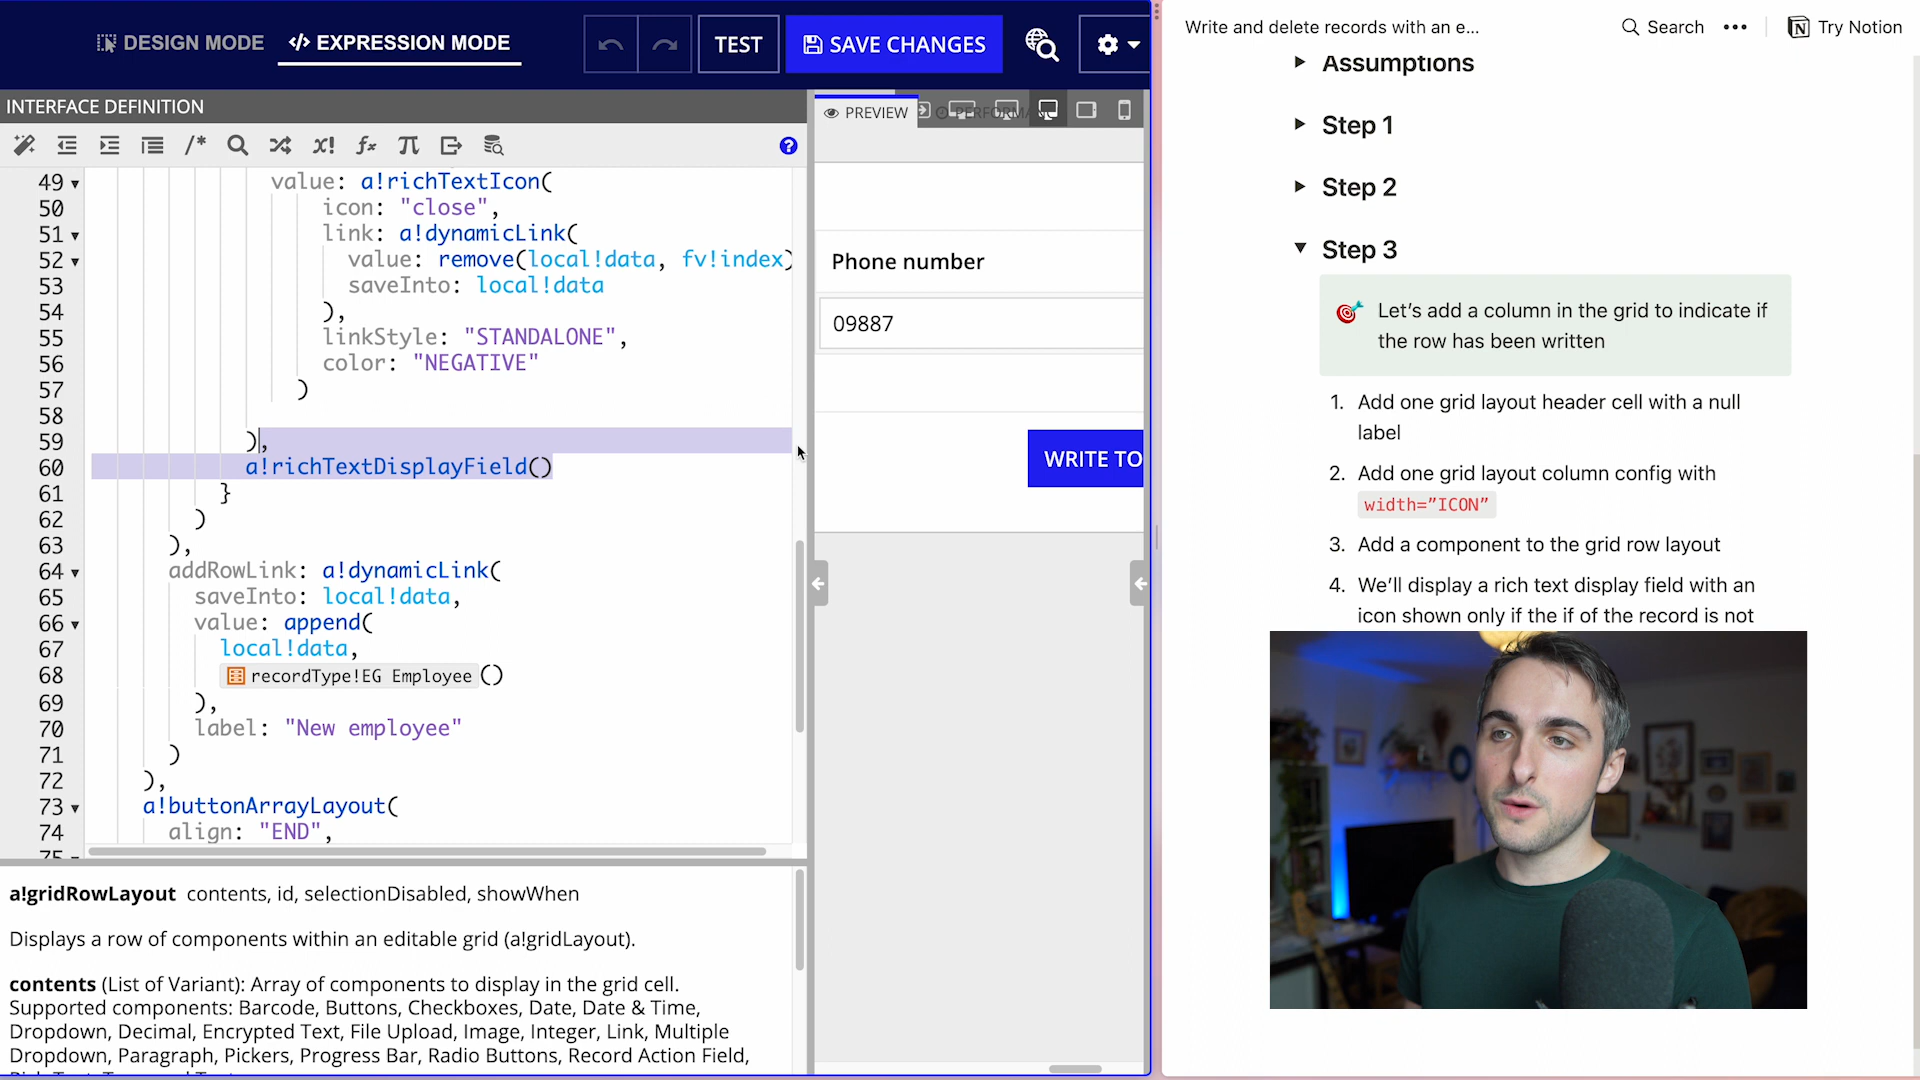 DESIGN MODE
</> EXPRESSION MODE
TEST
SAVE CHANGES
INTERFACE DEFINITION
/*
x!
fx
π
?
49 value: a!richTextIcon(
50 icon: "close",
51 link: a!dynamicLink(
52 value: remove(local!data, fv!index)
53 saveInto: local!data
54 ),
55 linkStyle: "STANDALONE",
56 color: "NEGATIVE"
57 )
58
59 ),
60 a!richTextDisplayField()
61 }
62 )
63 ),
64 addRowLink: a!dynamicLink(
65 saveInto: local!data,
66 value: append(
67 local!data,
68 recordType!EG Employee ()
69 ),
70 label: "New employee"
71 )
72 ),
73 a!buttonArrayLayout(
74 align: "END",
75
a!gridRowLayout contents, id, selectionDisabled, showWhen
Displays a row of components within an editable grid (a!gridLayout).
contents (List of Variant): Array of components to display in the grid cell.
Supported components: Barcode, Buttons, Checkboxes, Date, Date & Time,
Dropdown, Decimal, Encrypted Text, File Upload, Image, Integer, Link, Multiple
Dropdown, Paragraph, Pickers, Progress Bar, Radio Buttons, Record Action Field,
PREVIEW
Phone number
09887
WRITE TO
Write and delete records with an e...
Search
•••
Try Notion
Assumptions
Step 1
Step 2
Step 3
Let's add a column in the grid to indicate if
the row has been written
1. Add one grid layout header cell with a null
label
2. Add one grid layout column config with
width="ICON"
3. Add a component to the grid row layout
4. We'll display a rich text display field with an
icon shown only if the if of the record is not